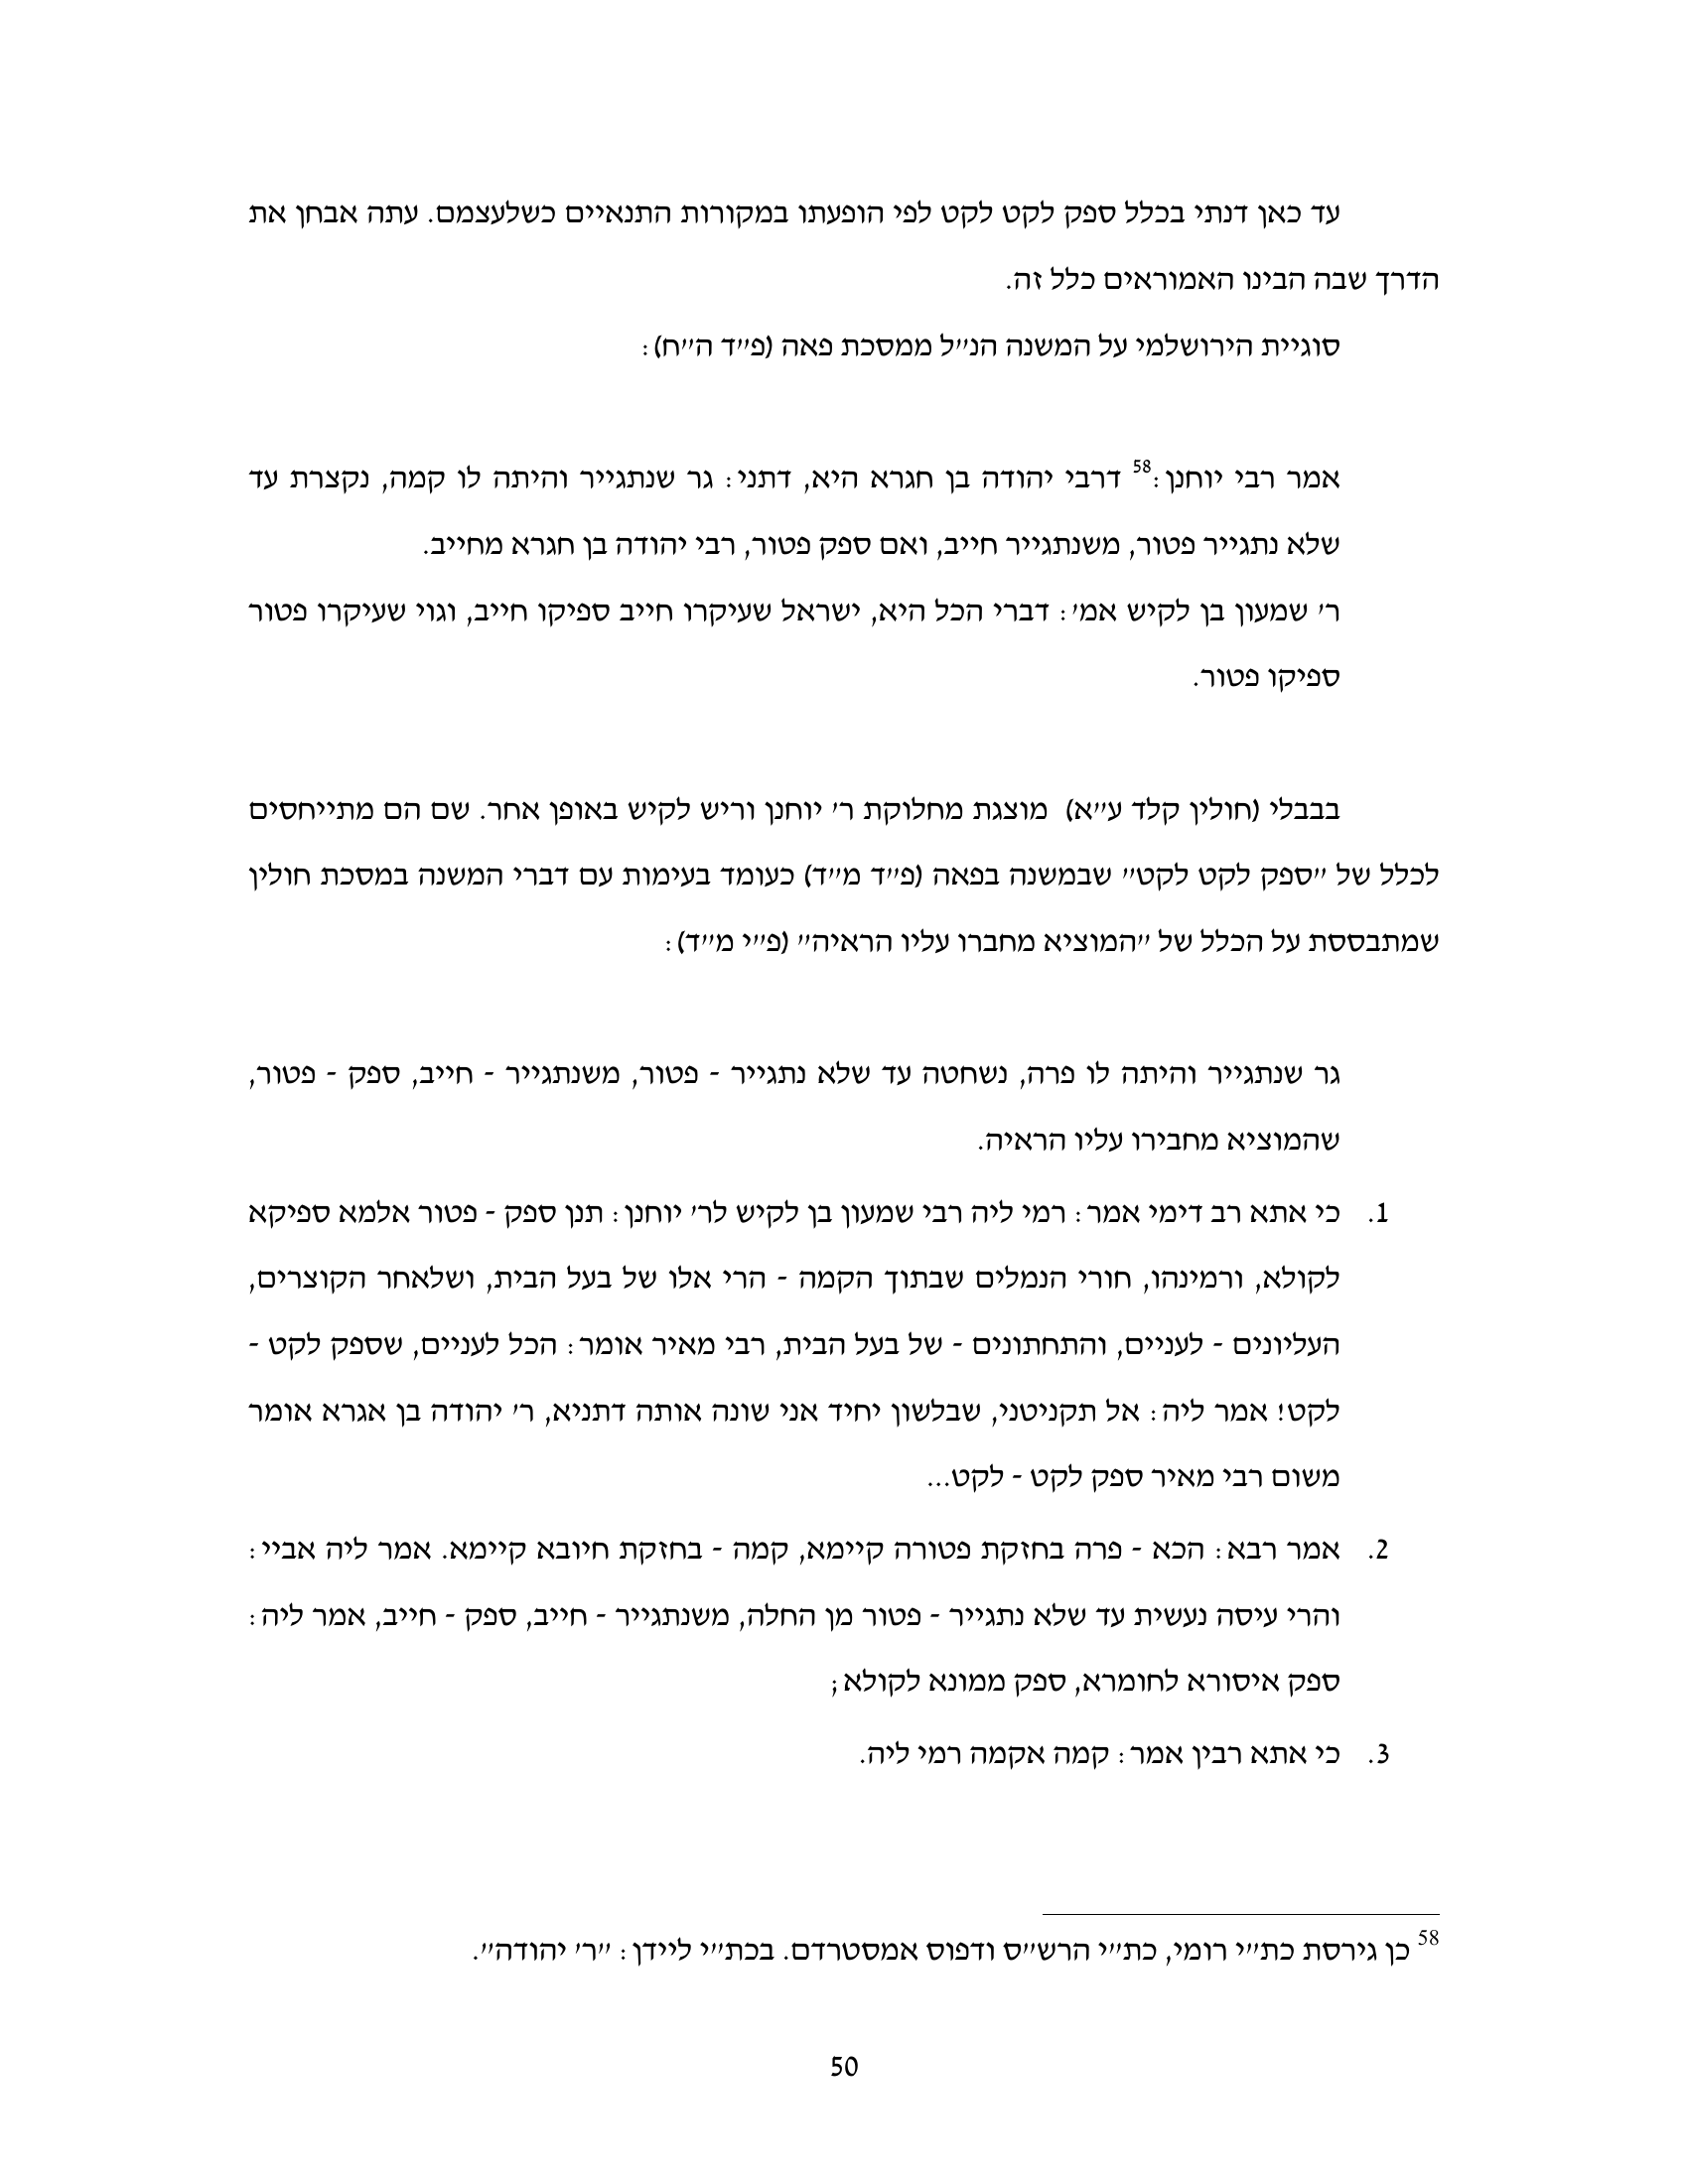 עד כאן דנתי בכלל ספק לקט לקט לפי הופעתו במקורות התנאיים כשלעצמם. עתה אבחן את
הדרך שבה הבינו האמוראים כלל זה.
סוגיית הירושלמי על המשנה הנ״ל ממסכת פאה (פ״ד ה״ח):
אמר רבי יוחנן:58 דרבי יהודה בן חגרא היא, דתני: גר שנתגייר והיתה לו קמה, נקצרת עד
שלא נתגייר פטור, משנתגייר חייב, ואם ספק פטור, רבי יהודה בן חגרא מחייב.
ר׳ שמעון בן לקיש אמ׳: דברי הכל היא, ישראל שעיקרו חייב ספיקו חייב, וגוי שעיקרו פטור
ספיקו פטור.
בבבלי (חולין קלד ע״א) מוצגת מחלוקת ר׳ יוחנן וריש לקיש באופן אחר. שם הם מתייחסים
לכלל של ״ספק לקט לקט״ שבמשנה בפאה (פ״ד מ״ד) כעומד בעימות עם דברי המשנה במסכת חולין
שמתבססת על הכלל של ״המוציא מחברו עליו הראיה״ (פ״י מ״ד):
גר שנתגייר והיתה לו פרה, נשחטה עד שלא נתגייר - פטור, משנתגייר - חייב, ספק - פטור,
שהמוציא מחבירו עליו הראיה.
1. כי אתא רב דימי אמר: רמי ליה רבי שמעון בן לקיש לר׳ יוחנן: תנן ספק - פטור אלמא ספיקא
לקולא, ורמינהו, חורי הנמלים שבתוך הקמה - הרי אלו של בעל הבית, ושלאחר הקוצרים,
העליונים - לעניים, והתחתונים - של בעל הבית, רבי מאיר אומר: הכל לעניים, שספק לקט -
לקט! אמר ליה: אל תקניטני, שבלשון יחיד אני שונה אותה דתניא, ר׳ יהודה בן אגרא אומר
משום רבי מאיר ספק לקט - לקט...
2. אמר רבא: הכא - פרה בחזקת פטורה קיימא, קמה - בחזקת חיובא קיימא. אמר ליה אביי:
והרי עיסה נעשית עד שלא נתגייר - פטור מן החלה, משנתגייר - חייב, ספק - חייב, אמר ליה:
ספק איסורא לחומרא, ספק ממונא לקולא;
3. כי אתא רבין אמר: קמה אקמה רמי ליה.
58 כן גירסת כת״י רומי, כת״י הרש״ס ודפוס אמסטרדם. בכת״י ליידן: ״ר׳ יהודה״.
50